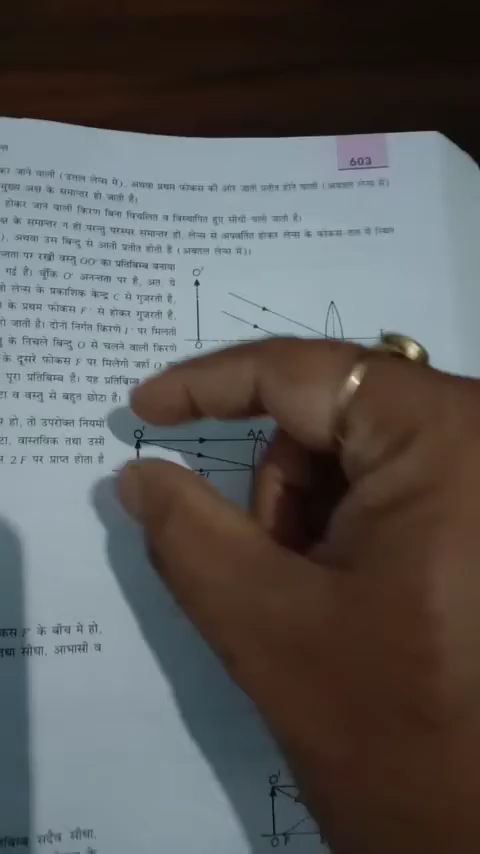 603
जाने वाली (उत्तल लेन्स में), अथवा प्रथम फोकस की ओर जाती प्रतीत होने वाली (अवतल लेन्स में)
मुख्य अक्ष के समान्तर हो जाती है।
होकर जाने वाली किरण बिना विचलित व विस्थापित हुए सीधी चली जाती है।
के समान्तर न हों परन्तु परस्पर समान्तर हों, लेन्स से अपवर्तित होकर लेन्स के फोकस-तल में स्थित
), अथवा उस बिन्दु से आती प्रतीत होती हैं (अवतल लेन्स में)।
पर रखी वस्तु OO' का प्रतिबिम्ब बनाया
गई है। चूँकि O' अनन्तता पर है, अतः ये
लेन्स के प्रकाशिक केन्द्र C से गुजरती है,
के प्रथम फोकस F' से होकर गुजरती है,
हो जाती है। दोनों निर्गत किरणें I' पर मिलती
के निचले बिन्दु O से चलने वाली किरणें
के दूसरे फोकस F पर मिलेंगी जहाँ O
पूरा प्रतिबिम्ब है। यह प्रतिबिम्ब
व वस्तु से बहुत छोटा है।
O'
O
हो, तो उपरोक्त नियमों
वास्तविक तथा उसी
2F पर प्राप्त होता है
O'
A
F के बीच में हो,
तथा सीधा, आभासी व
O'
O
F
सदैव सीधा,